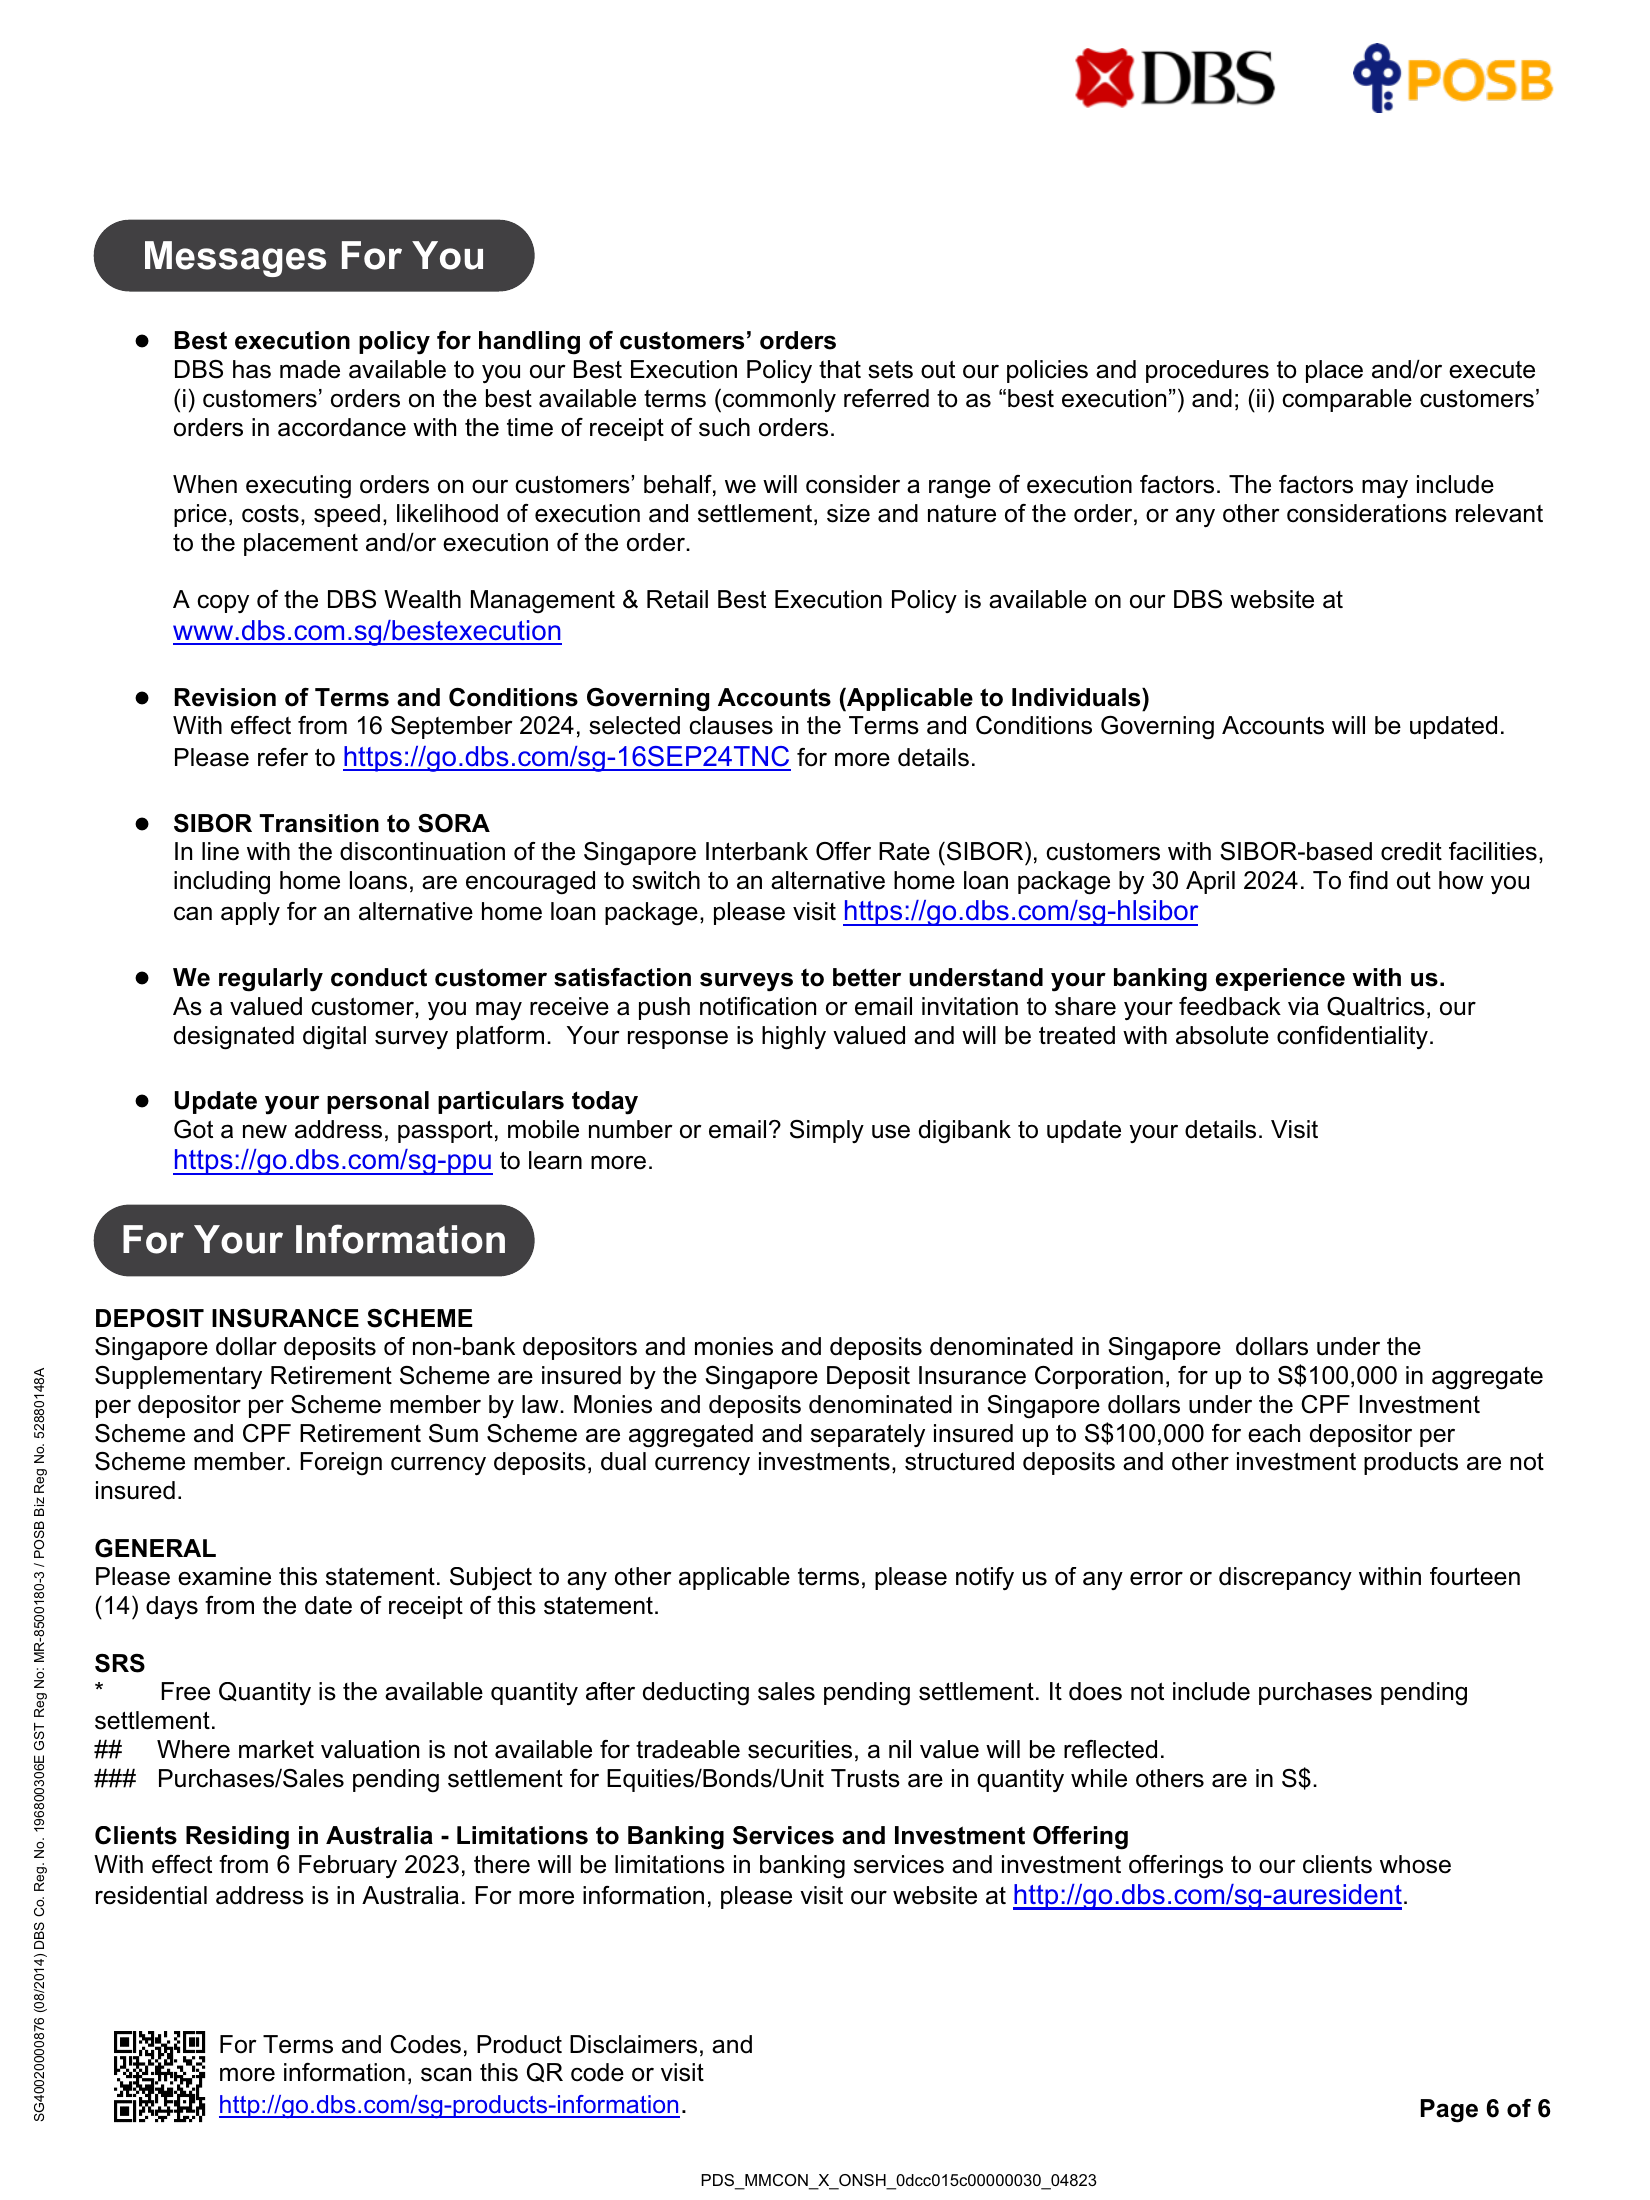 DBS
POSB
Messages For You
● Best execution policy for handling of customers’ orders
DBS has made available to you our Best Execution Policy that sets out our policies and procedures to place and/or execute
(i) customers’ orders on the best available terms (commonly referred to as “best execution”) and; (ii) comparable customers’
orders in accordance with the time of receipt of such orders.
When executing orders on our customers’ behalf, we will consider a range of execution factors. The factors may include
price, costs, speed, likelihood of execution and settlement, size and nature of the order, or any other considerations relevant
to the placement and/or execution of the order.
A copy of the DBS Wealth Management & Retail Best Execution Policy is available on our DBS website at
www.dbs.com.sg/bestexecution
● Revision of Terms and Conditions Governing Accounts (Applicable to Individuals)
With effect from 16 September 2024, selected clauses in the Terms and Conditions Governing Accounts will be updated.
Please refer to https://go.dbs.com/sg-16SEP24TNC for more details.
● SIBOR Transition to SORA
In line with the discontinuation of the Singapore Interbank Offer Rate (SIBOR), customers with SIBOR-based credit facilities,
including home loans, are encouraged to switch to an alternative home loan package by 30 April 2024. To find out how you
can apply for an alternative home loan package, please visit https://go.dbs.com/sg-hlsibor
● We regularly conduct customer satisfaction surveys to better understand your banking experience with us.
As a valued customer, you may receive a push notification or email invitation to share your feedback via Qualtrics, our
designated digital survey platform.  Your response is highly valued and will be treated with absolute confidentiality.
● Update your personal particulars today
Got a new address, passport, mobile number or email? Simply use digibank to update your details. Visit
https://go.dbs.com/sg-ppu to learn more.
For Your Information
DEPOSIT INSURANCE SCHEME
Singapore dollar deposits of non-bank depositors and monies and deposits denominated in Singapore  dollars under the
Supplementary Retirement Scheme are insured by the Singapore Deposit Insurance Corporation, for up to S$100,000 in aggregate
per depositor per Scheme member by law. Monies and deposits denominated in Singapore dollars under the CPF Investment
Scheme and CPF Retirement Sum Scheme are aggregated and separately insured up to S$100,000 for each depositor per
Scheme member. Foreign currency deposits, dual currency investments, structured deposits and other investment products are not
insured.
GENERAL
Please examine this statement. Subject to any other applicable terms, please notify us of any error or discrepancy within fourteen
(14) days from the date of receipt of this statement.
SRS
* Free Quantity is the available quantity after deducting sales pending settlement. It does not include purchases pending
settlement.
## Where market valuation is not available for tradeable securities, a nil value will be reflected.
### Purchases/Sales pending settlement for Equities/Bonds/Unit Trusts are in quantity while others are in S$.
Clients Residing in Australia - Limitations to Banking Services and Investment Offering
With effect from 6 February 2023, there will be limitations in banking services and investment offerings to our clients whose
residential address is in Australia. For more information, please visit our website at http://go.dbs.com/sg-auresident.
SG40020000876 (08/2014) DBS Co. Reg. No. 196800306E GST Reg No: MR-8500180-3 / POSB Biz Reg No. 52880148A
For Terms and Codes, Product Disclaimers, and
more information, scan this QR code or visit
http://go.dbs.com/sg-products-information.
Page 6 of 6
PDS_MMCON_X_ONSH_0dcc015c00000030_04823